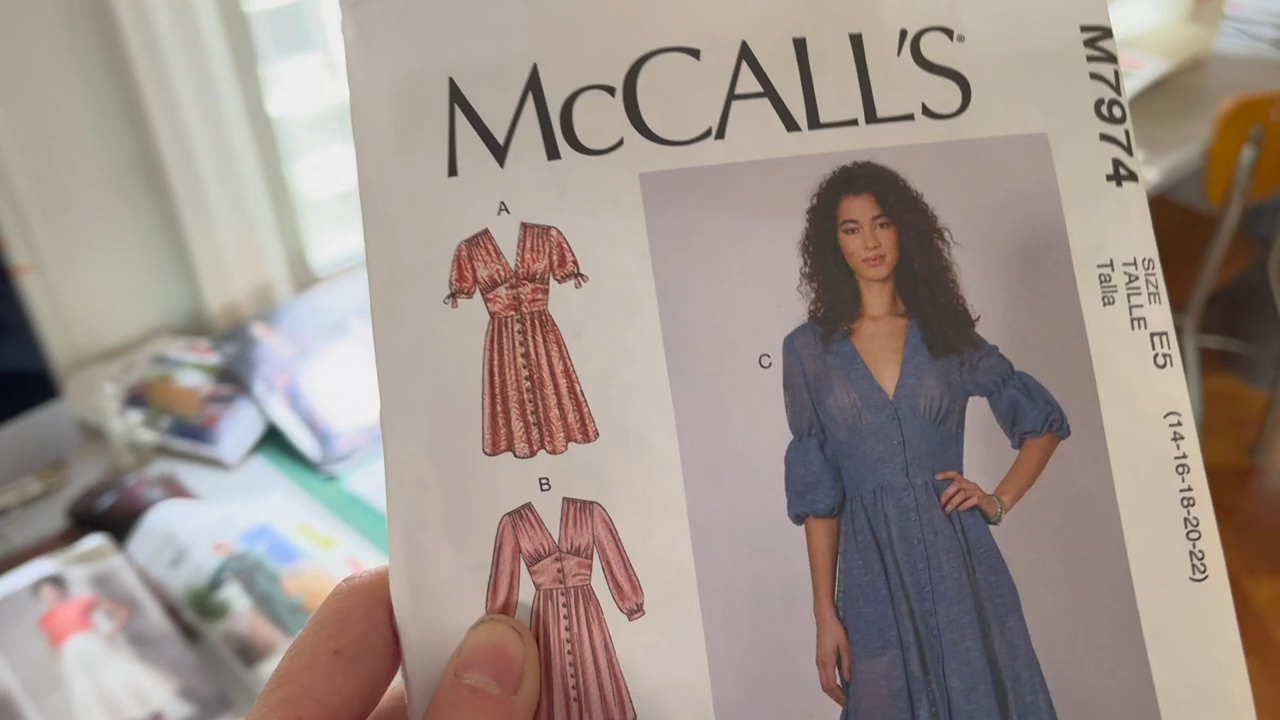 McCALL'S®
A
B
C
M7974
SIZE
TAILLE
Talla
E5
(14-16-18-20-22)